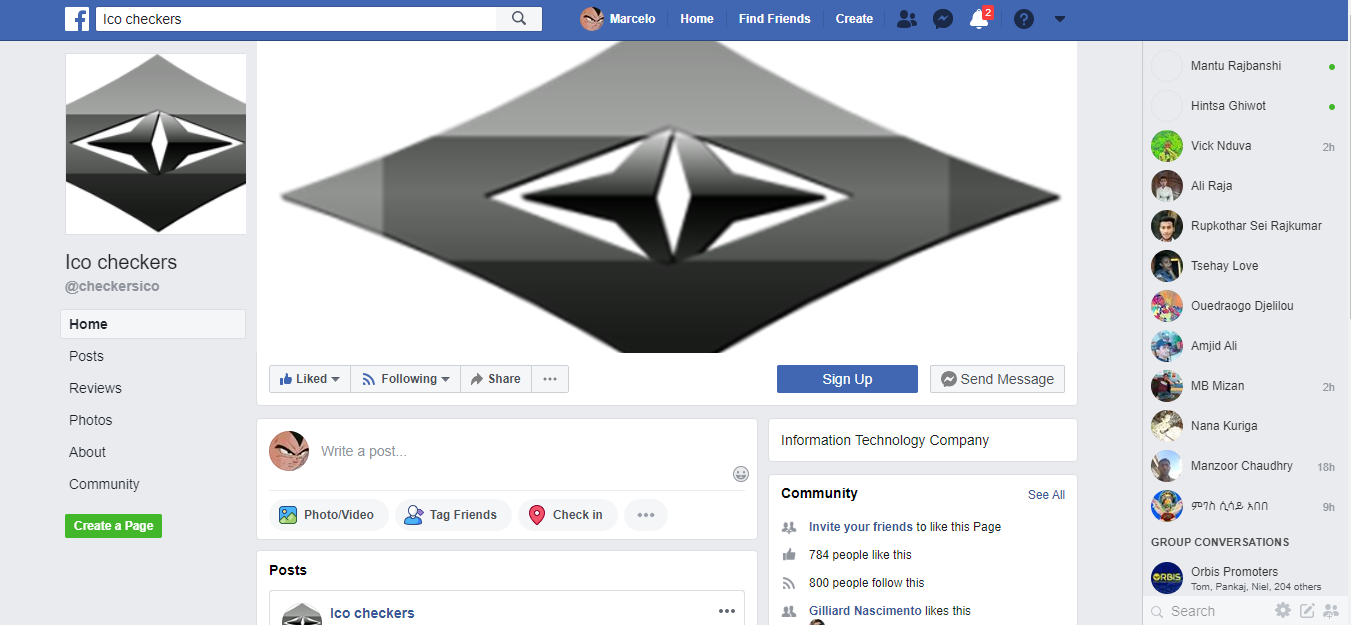 Ico checkers
Marcelo Home Find Friends Create 2
Ico checkers
@checkersico
Home
Posts
Reviews
Photos
About
Community
Create a Page
Liked Following Share
Sign Up Send Message
Write a post...
Photo/Video Tag Friends Check in
Posts
Ico checkers
Information Technology Company
Community See All
Invite your friends to like this Page
784 people like this
800 people follow this
Gilliard Nascimento likes this
Mantu Rajbanshi
Hintsa Ghiwot
Vick Nduva 2h
Ali Raja
Rupkothar Sei Rajkumar
Tsehay Love
Ouedraogo Djelilou
Amjid Ali
MB Mizan 2h
Nana Kuriga
Manzoor Chaudhry 18h
ምገስ ሲሳይ አበበ 9h
GROUP CONVERSATIONS
ORBIS
Orbis Promoters
Tom, Pankaj, Niel, 204 others
Search